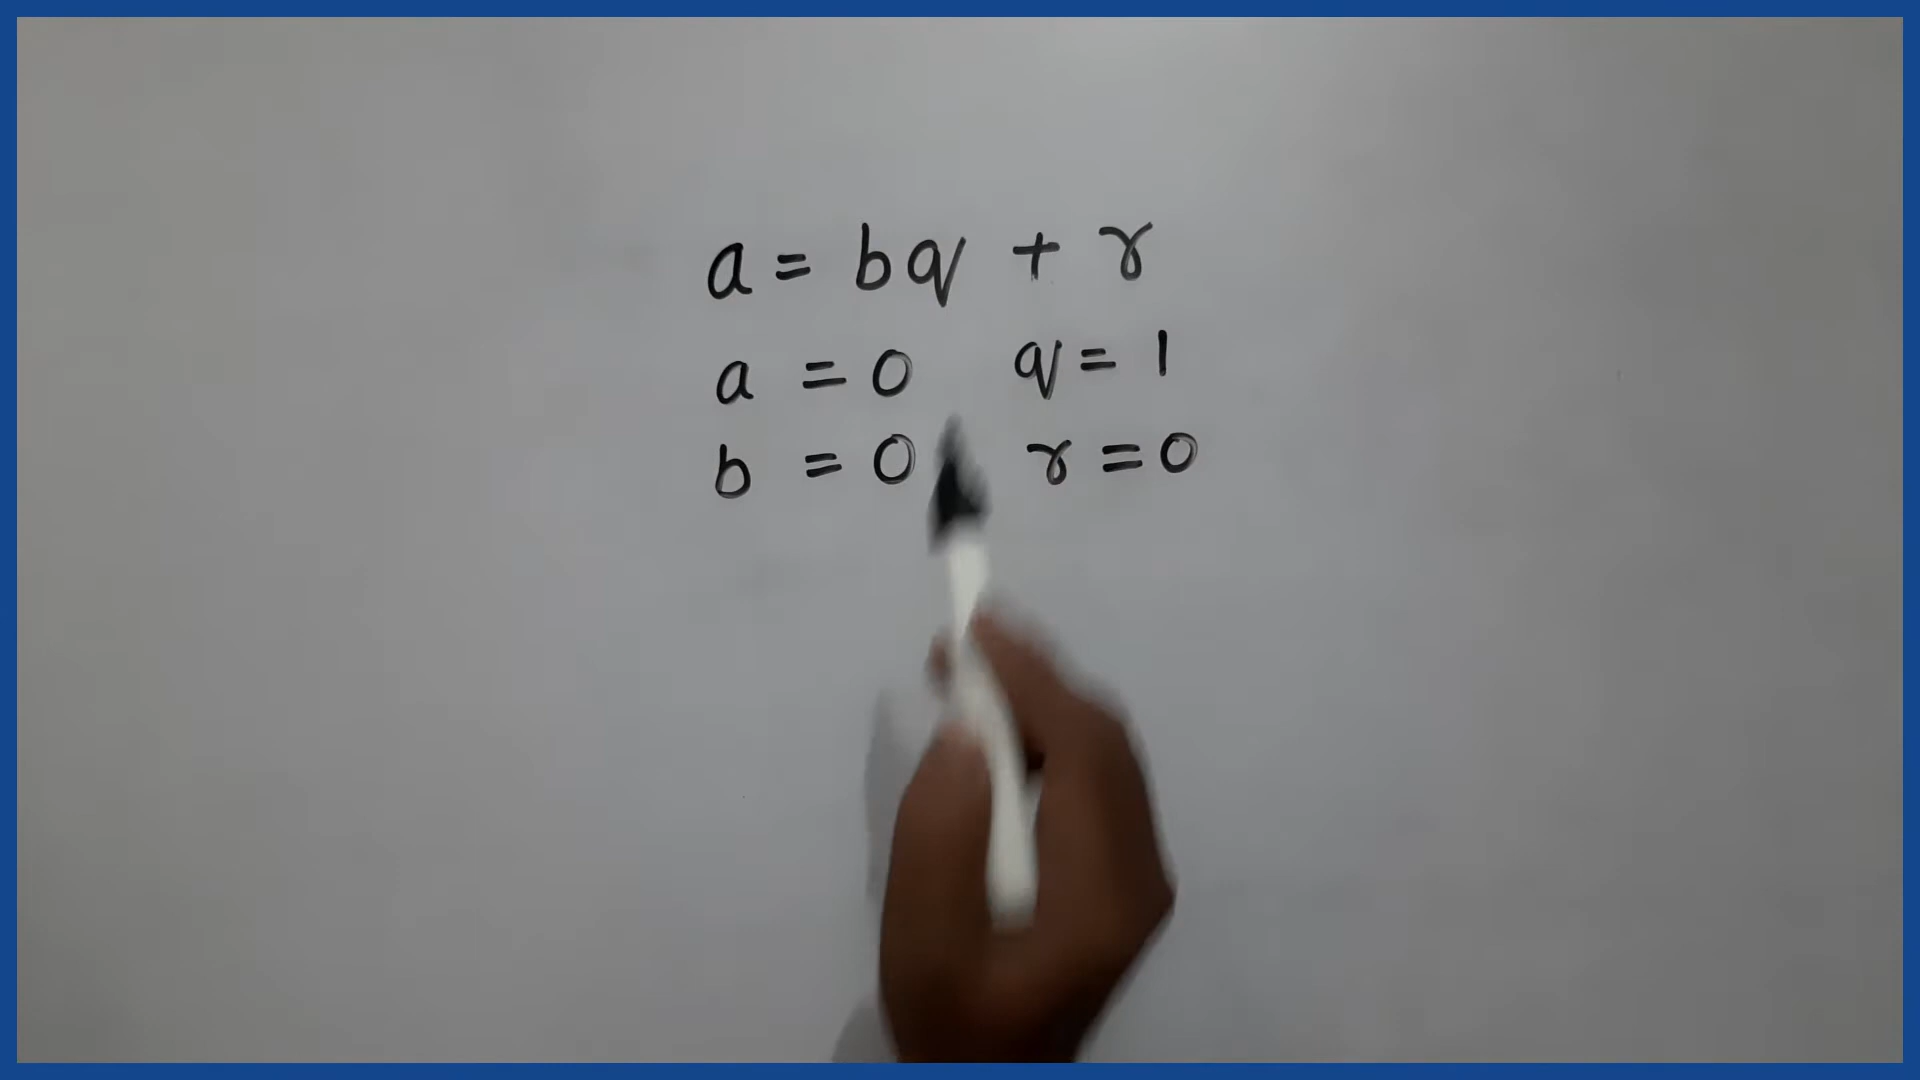 a = bq + r
a = 0 q = 1
b = 0 r = 0